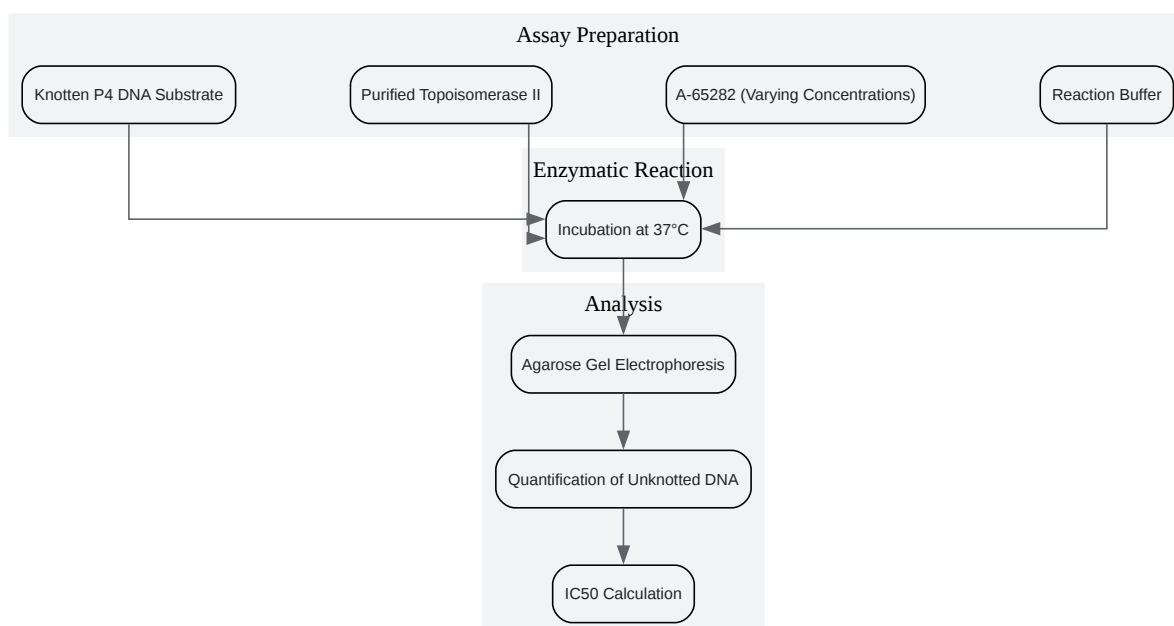 Assay Preparation
Knotten P4 DNA Substrate
Purified Topoisomerase II
A-65282 (Varying Concentrations)
Reaction Buffer
Enzymatic Reaction
Incubation at 37°C
Analysis
Agarose Gel Electrophoresis
Quantification of Unknotted DNA
IC50 Calculation